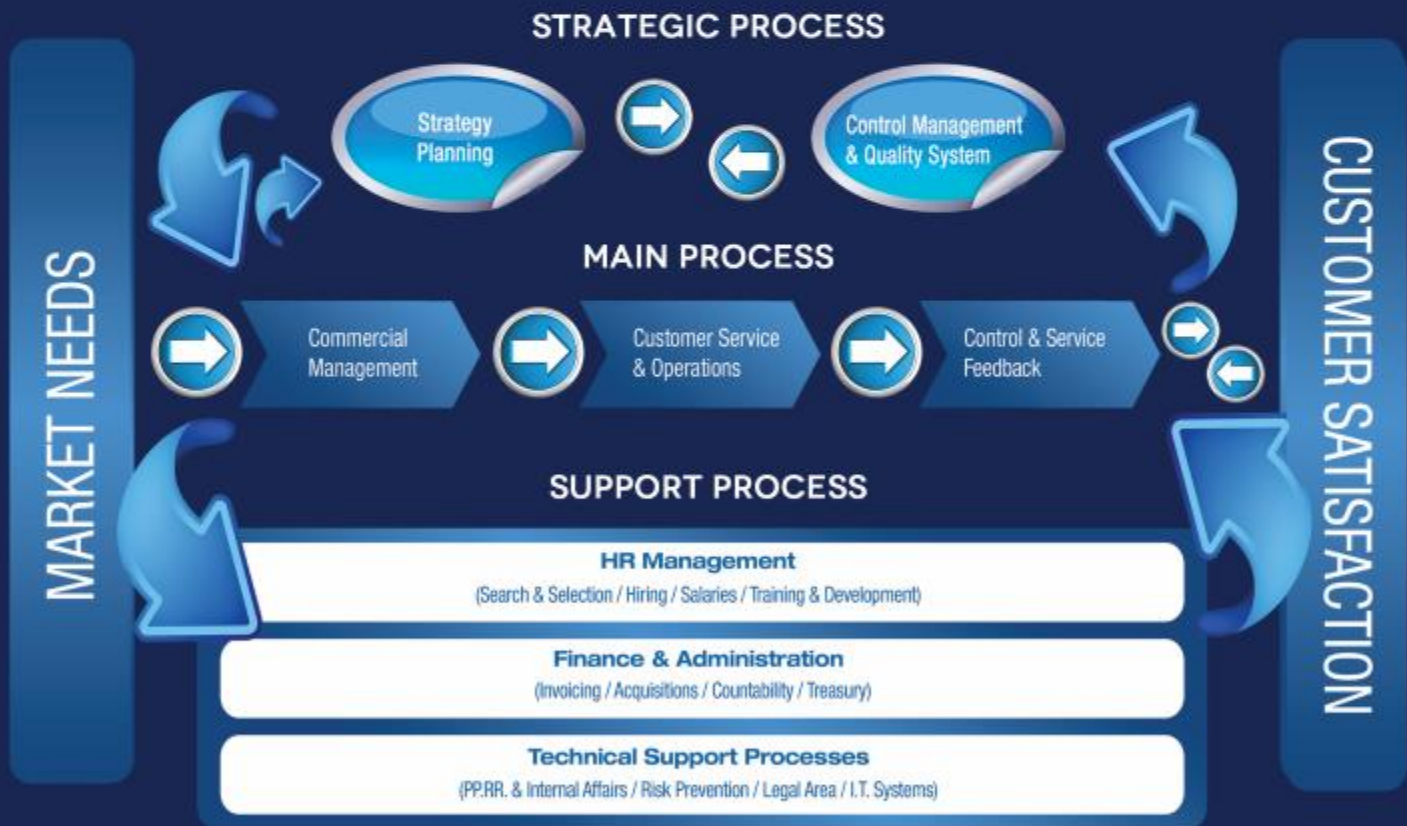 STRATEGIC PROCESS
MARKET NEEDS
Strategy
Planning
Control Management
& Quality System
CUSTOMER SATISFACTION
MAIN PROCESS
Commercial
Management
Customer Service
& Operations
Control & Service
Feedback
SUPPORT PROCESS
HR Management
(Search & Selection / Hiring / Salaries / Training & Development)
Finance & Administration
(Invoicing / Acquisitions / Countability / Treasury)
Technical Support Processes
(PP.RR. & Internal Affairs / Risk Prevention / Legal Area / I.T. Systems)